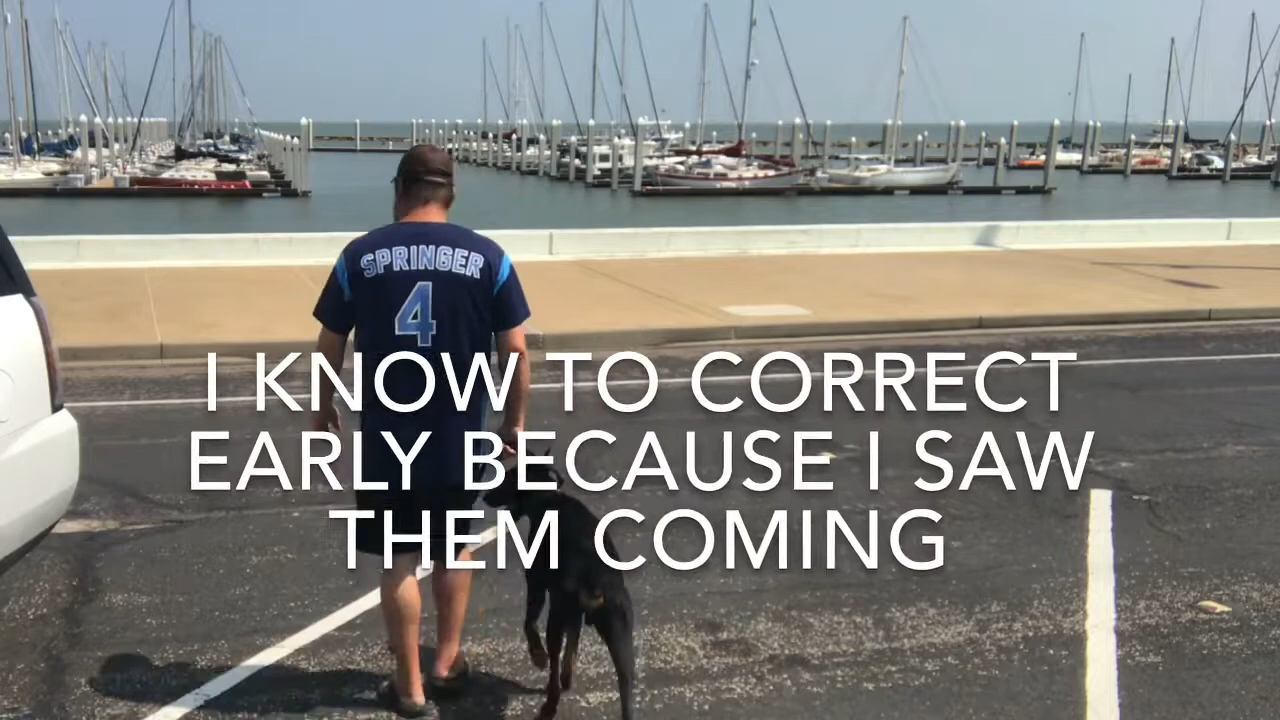 SPRINGER
4
I KNOW TO CORRECT
EARLY BECAUSE I SAW
THEM COMING